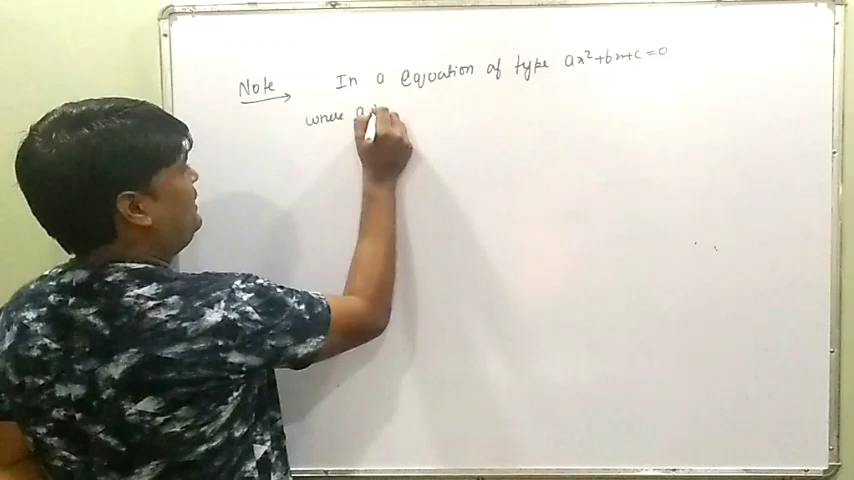 Note → In a equation of type ax²+bx+c=0
where a